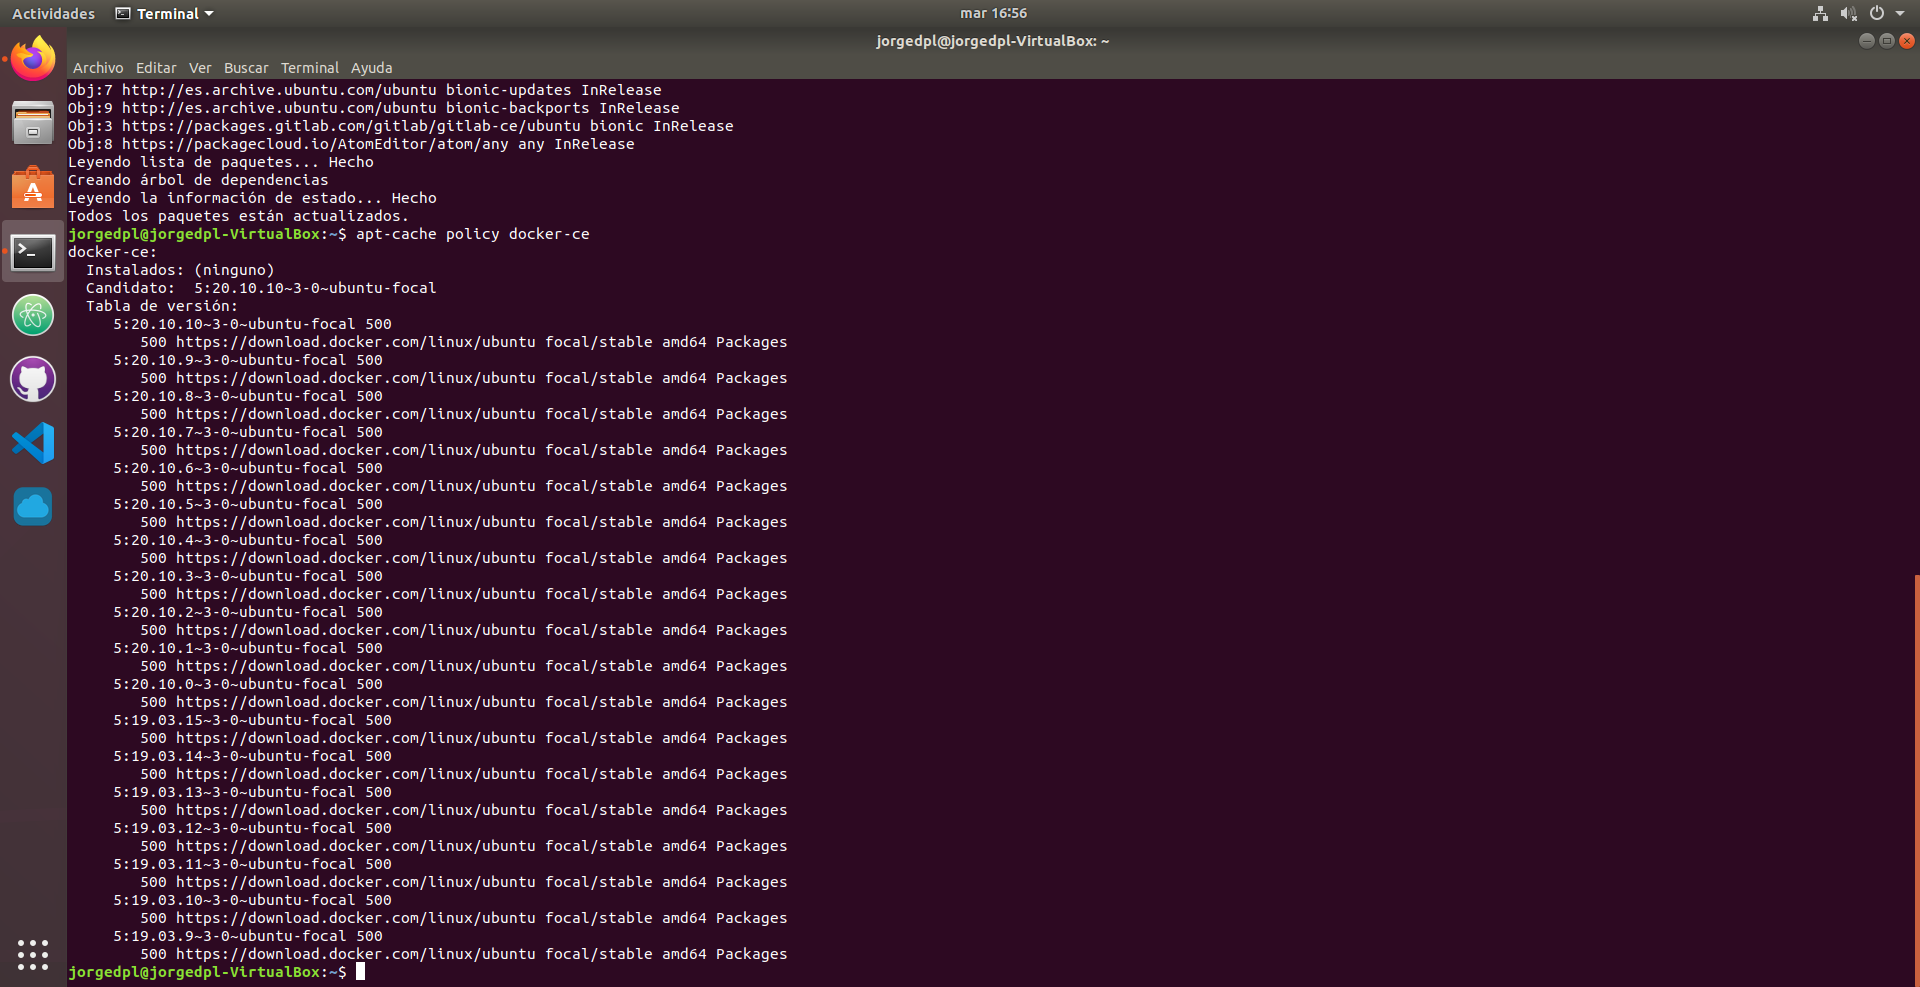 Actividades Terminal mar 16:56
jorgedpl@jorgedpl-VirtualBox: ~
Archivo Editar Ver Buscar Terminal Ayuda
Obj:7 http://es.archive.ubuntu.com/ubuntu bionic-updates InRelease
Obj:9 http://es.archive.ubuntu.com/ubuntu bionic-backports InRelease
Obj:3 https://packages.gitlab.com/gitlab/gitlab-ce/ubuntu bionic InRelease
Obj:8 https://packagecloud.io/AtomEditor/atom/any any InRelease
Leyendo lista de paquetes... Hecho
Creando árbol de dependencias
Leyendo la información de estado... Hecho
Todos los paquetes están actualizados.
jorgedpl@jorgedpl-VirtualBox:~$ apt-cache policy docker-ce
docker-ce:
  Instalados: (ninguno)
  Candidato:  5:20.10.10~3-0~ubuntu-focal
  Tabla de versión:
     5:20.10.10~3-0~ubuntu-focal 500
        500 https://download.docker.com/linux/ubuntu focal/stable amd64 Packages
     5:20.10.9~3-0~ubuntu-focal 500
        500 https://download.docker.com/linux/ubuntu focal/stable amd64 Packages
     5:20.10.8~3-0~ubuntu-focal 500
        500 https://download.docker.com/linux/ubuntu focal/stable amd64 Packages
     5:20.10.7~3-0~ubuntu-focal 500
        500 https://download.docker.com/linux/ubuntu focal/stable amd64 Packages
     5:20.10.6~3-0~ubuntu-focal 500
        500 https://download.docker.com/linux/ubuntu focal/stable amd64 Packages
     5:20.10.5~3-0~ubuntu-focal 500
        500 https://download.docker.com/linux/ubuntu focal/stable amd64 Packages
     5:20.10.4~3-0~ubuntu-focal 500
        500 https://download.docker.com/linux/ubuntu focal/stable amd64 Packages
     5:20.10.3~3-0~ubuntu-focal 500
        500 https://download.docker.com/linux/ubuntu focal/stable amd64 Packages
     5:20.10.2~3-0~ubuntu-focal 500
        500 https://download.docker.com/linux/ubuntu focal/stable amd64 Packages
     5:20.10.1~3-0~ubuntu-focal 500
        500 https://download.docker.com/linux/ubuntu focal/stable amd64 Packages
     5:20.10.0~3-0~ubuntu-focal 500
        500 https://download.docker.com/linux/ubuntu focal/stable amd64 Packages
     5:19.03.15~3-0~ubuntu-focal 500
        500 https://download.docker.com/linux/ubuntu focal/stable amd64 Packages
     5:19.03.14~3-0~ubuntu-focal 500
        500 https://download.docker.com/linux/ubuntu focal/stable amd64 Packages
     5:19.03.13~3-0~ubuntu-focal 500
        500 https://download.docker.com/linux/ubuntu focal/stable amd64 Packages
     5:19.03.12~3-0~ubuntu-focal 500
        500 https://download.docker.com/linux/ubuntu focal/stable amd64 Packages
     5:19.03.11~3-0~ubuntu-focal 500
        500 https://download.docker.com/linux/ubuntu focal/stable amd64 Packages
     5:19.03.10~3-0~ubuntu-focal 500
        500 https://download.docker.com/linux/ubuntu focal/stable amd64 Packages
     5:19.03.9~3-0~ubuntu-focal 500
        500 https://download.docker.com/linux/ubuntu focal/stable amd64 Packages
jorgedpl@jorgedpl-VirtualBox:~$